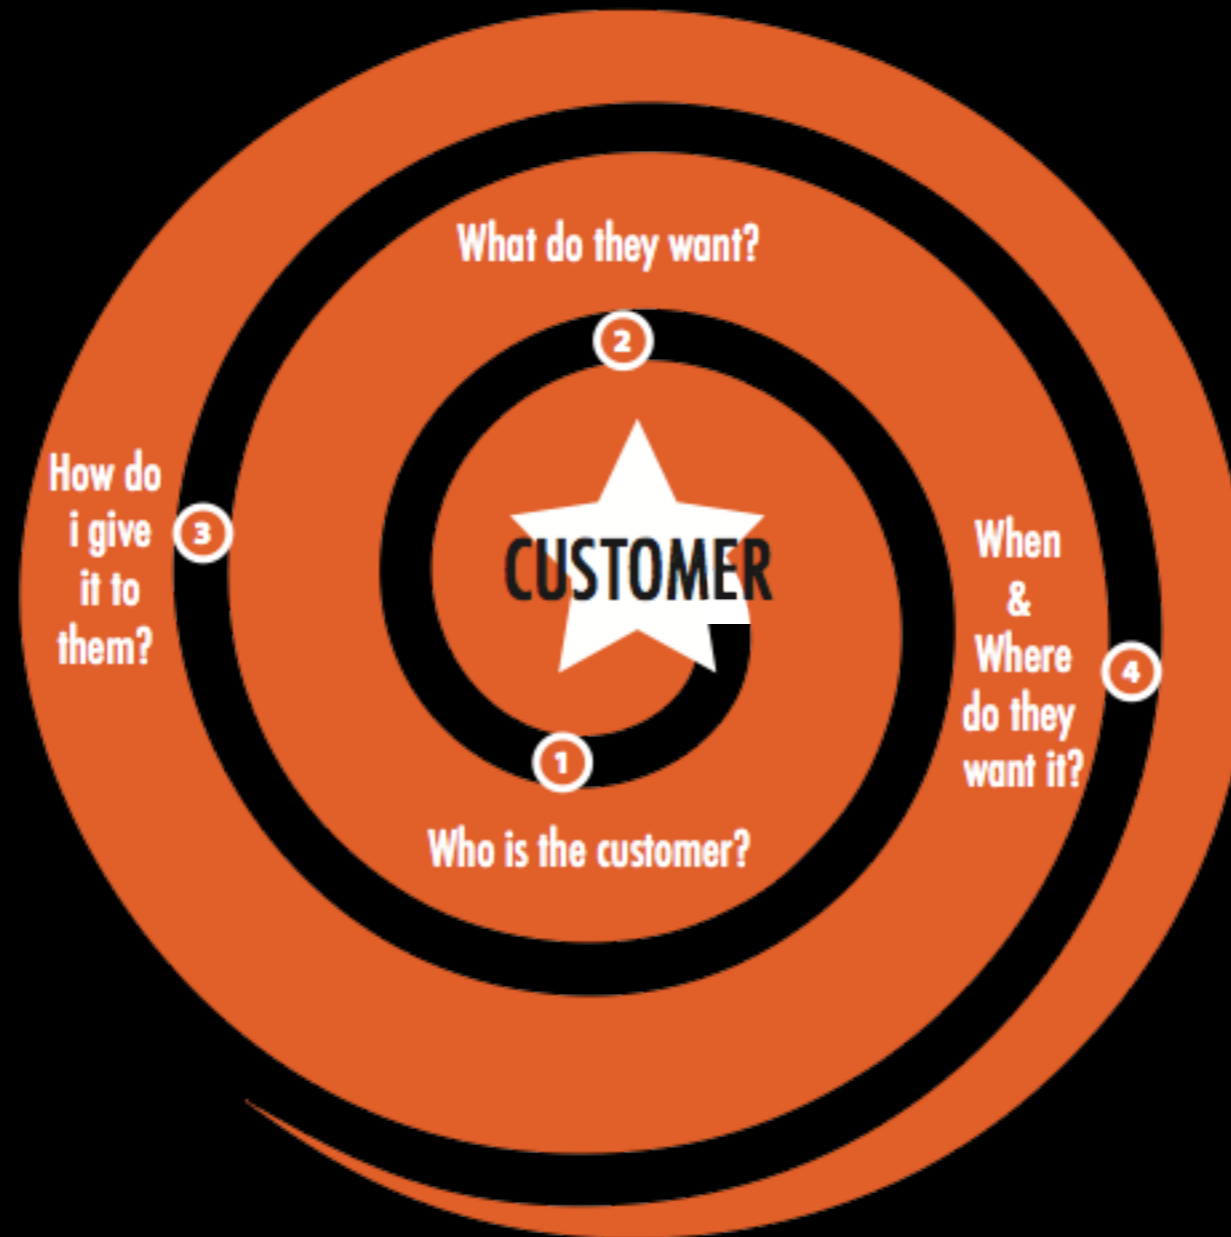 CUSTOMER
1
Who is the customer?
What do they want?
2
How do
i give
it to
them?
3
When
&
Where
do they
want it?
4